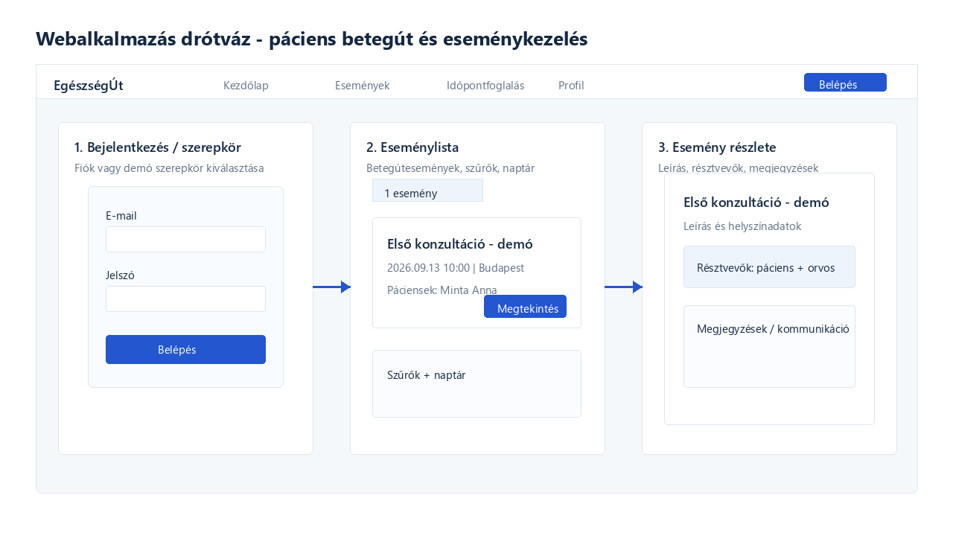 Webalkalmazás drótváz - páciens betegút és eseménykezelés
EgészségÚt
Kezdőlap
Események
Időpontfoglalás
Profil
Belépés
1. Bejelentkezés / szerepkör
Fiók vagy demó szerepkör kiválasztása
E-mail
Jelszó
Belépés
2. Eseménylista
Betegútesemények, szűrők, naptár
1 esemény
Első konzultáció - demó
2026.09.13 10:00 | Budapest
Páciensek: Minta Anna
Megtekintés
Szűrők + naptár
3. Esemény részlete
Leírás, résztvevők, megjegyzések
Első konzultáció - demó
Leírás és helyszínadatok
Résztvevők: páciens + orvos
Megjegyzések / kommunikáció